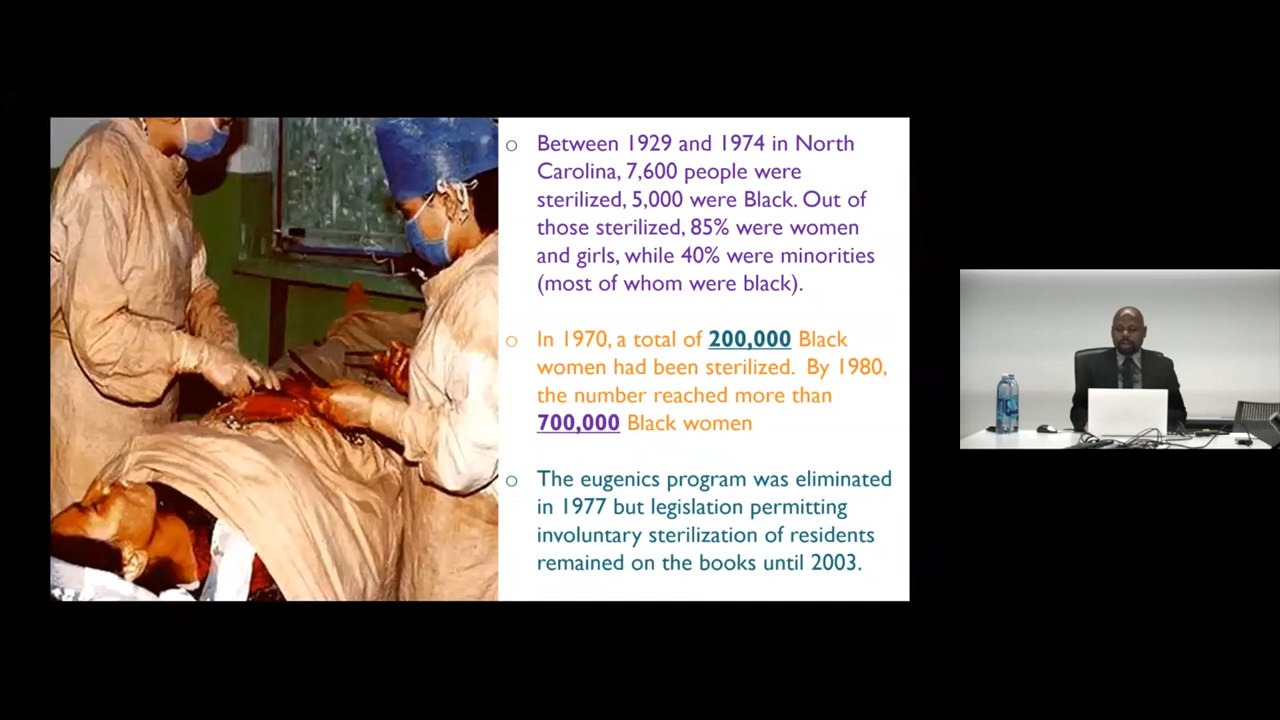 ○ Between 1929 and 1974 in North
Carolina, 7,600 people were
sterilized, 5,000 were Black. Out of
those sterilized, 85% were women
and girls, while 40% were minorities
(most of whom were black).
○ In 1970, a total of 200,000 Black
women had been sterilized. By 1980,
the number reached more than
700,000 Black women
○ The eugenics program was eliminated
in 1977 but legislation permitting
involuntary sterilization of residents
remained on the books until 2003.